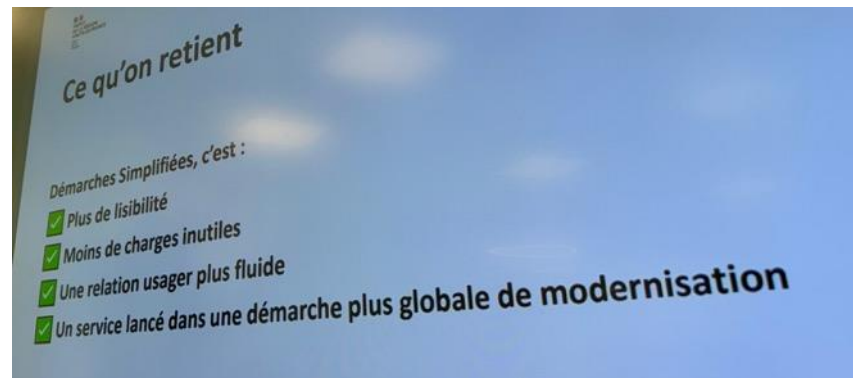 Ce qu'on retient
Démarches Simplifiées, c'est :
Plus de lisibilité
Moins de charges inutiles
Une relation usager plus fluide
Un service lancé dans une démarche plus globale de modernisation